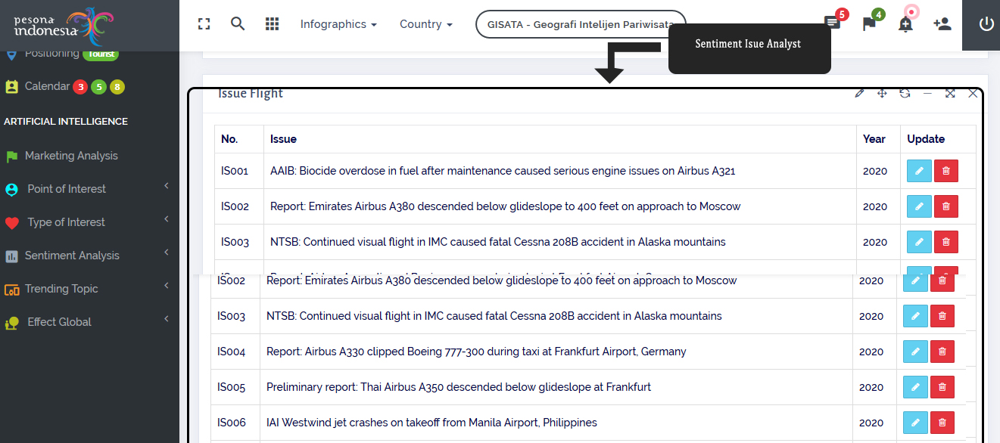 pesona
indonesia
Infographics
Country
GISATA - Geografi Intelijen Pariwisata
5
4
Sentiment Isue Analyst
Positioning Tourist
Calendar 3 5 8
ARTIFICIAL INTELLIGENCE
Marketing Analysis
Point of Interest
Type of Interest
Sentiment Analysis
Trending Topic
Effect Global
Issue Flight
No. Issue Year Update
IS001 AAIB: Biocide overdose in fuel after maintenance caused serious engine issues on Airbus A321 2020
IS002 Report: Emirates Airbus A380 descended below glideslope to 400 feet on approach to Moscow 2020
IS003 NTSB: Continued visual flight in IMC caused fatal Cessna 208B accident in Alaska mountains 2020
IS002 Report: Emirates Airbus A380 descended below glideslope to 400 feet on approach to Moscow 2020
IS003 NTSB: Continued visual flight in IMC caused fatal Cessna 208B accident in Alaska mountains 2020
IS004 Report: Airbus A330 clipped Boeing 777-300 during taxi at Frankfurt Airport, Germany 2020
IS005 Preliminary report: Thai Airbus A350 descended below glideslope at Frankfurt 2020
IS006 IAI Westwind jet crashes on takeoff from Manila Airport, Philippines 2020